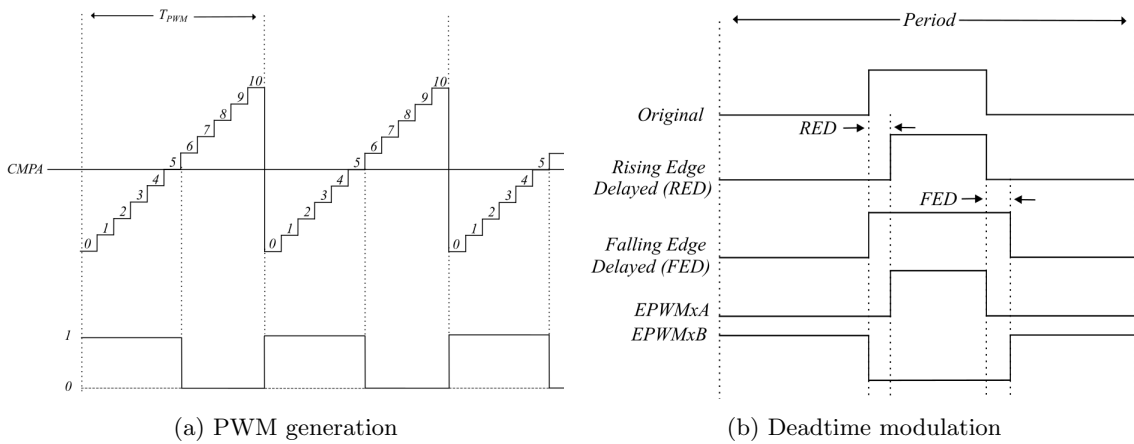 T_PWM
CMPA
0 1 2 3 4 5 6 7 8 9 10
0 1 2 3 4 5 6 7 8 9 10
0 1 2 3 4 5
1
0
(a) PWM generation
Period
Original
RED
Rising Edge
Delayed (RED)
FED
Falling Edge
Delayed (FED)
EPWMxA
EPWMxB
(b) Deadtime modulation